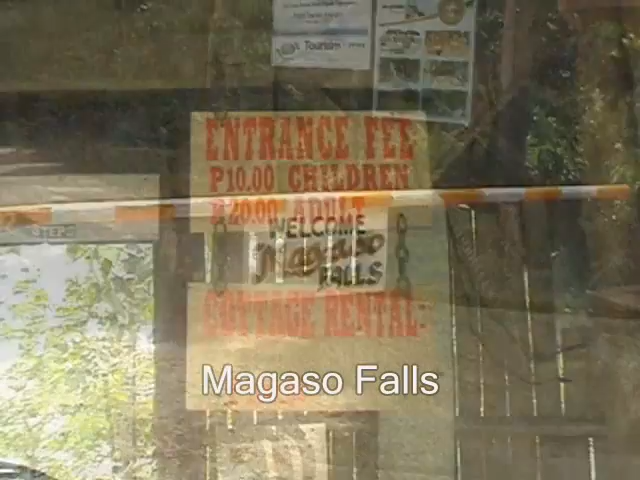 Tourism
ENTRANCE FEE
P10.00 CHILDREN
P20.00 ADULT
WELCOME
Magaso
FALLS
COTTAGE RENTAL:
Magaso Falls